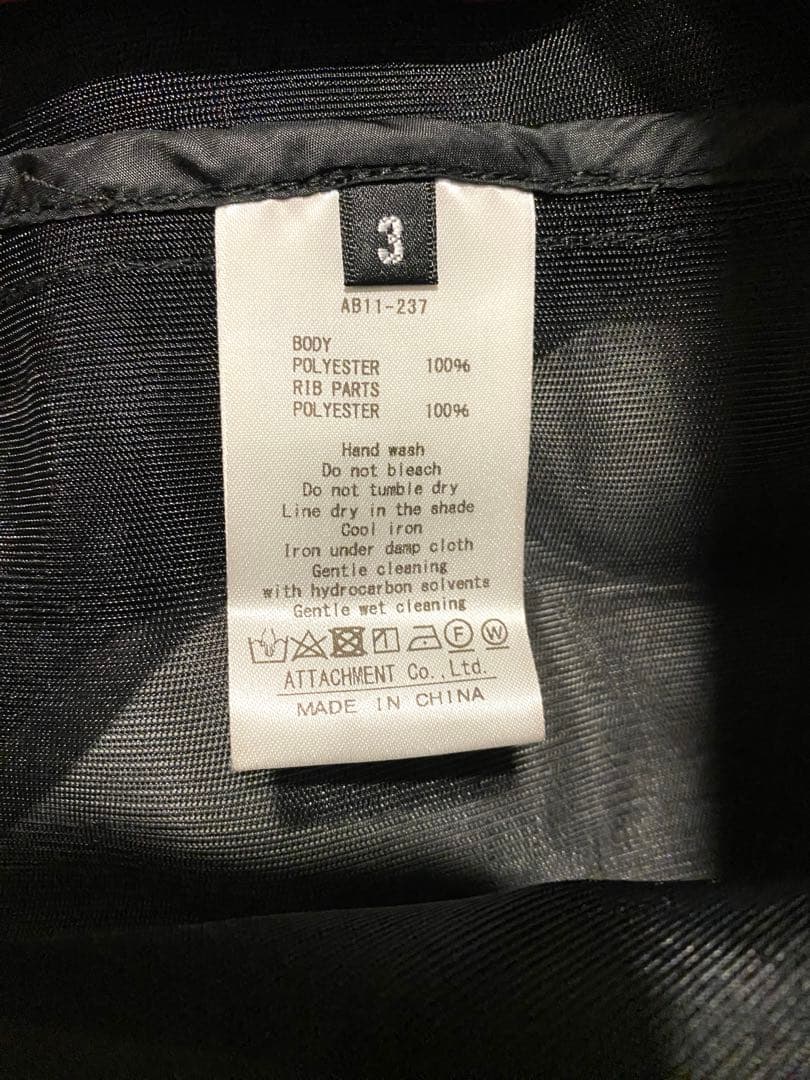 3
AB11-237
BODY
POLYESTER 100%
RIB PARTS
POLYESTER 100%
Hand wash
Do not bleach
Do not tumble dry
Line dry in the shade
Cool iron
Iron under damp cloth
Gentle cleaning
with hydrocarbon solvents
Gentle wet cleaning
F W
ATTACHMENT Co.,Ltd.
MADE IN CHINA